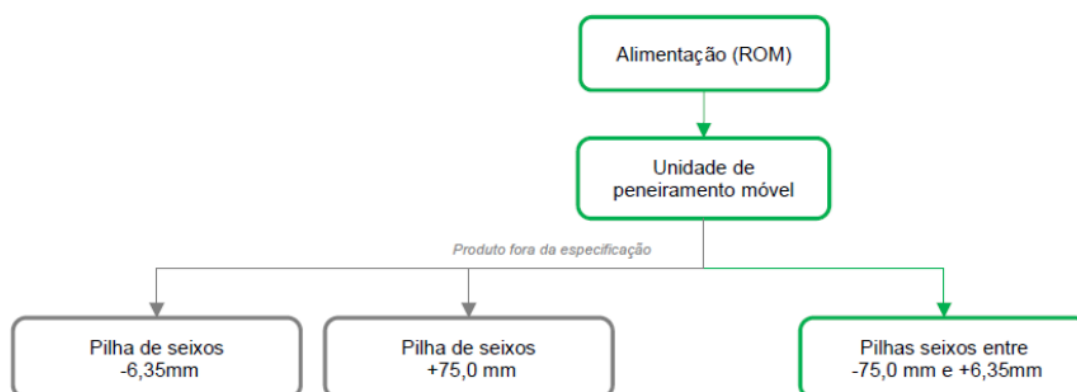 Alimentação (ROM)
Unidade de
peneiramento móvel
Produto fora da especificação
Pilha de seixos
-6,35mm
Pilha de seixos
+75,0 mm
Pilhas seixos entre
-75,0 mm e +6,35mm